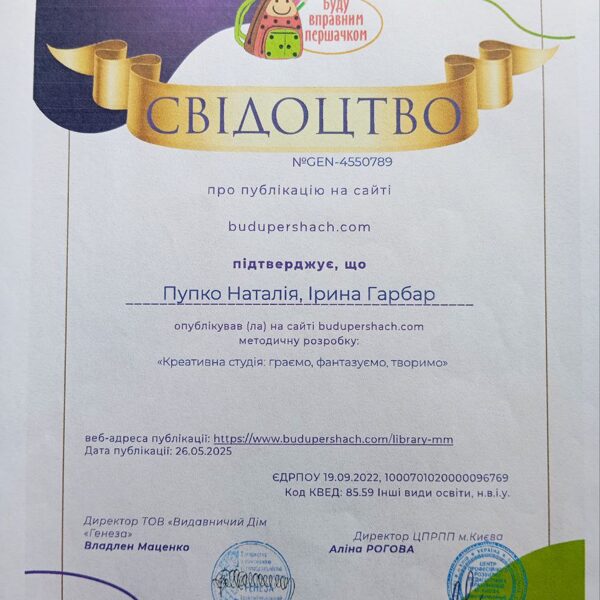 Буду
вправним
першачком
СВІДОЦТВО
№GEN-4550789
про публікацію на сайті
budupershach.com
підтверджує, що
Пупко Наталія, Ірина Гарбар
опублікував (ла) на сайті budupershach.com
методичну розробку:
«Креативна студія: граємо, фантазуємо, творимо»
веб-адреса публікації: https://www.budupershach.com/library-mm
Дата публікації: 26.05.2025
ЄДРПОУ 19.09.2022, 1000701020000096769
Код КВЕД: 85.59 Інші види освіти, н.в.і.у.
Директор ТОВ «Видавничий Дім
«Генеза»
Владлен Маценко
Директор ЦПРПП м.Києва
Аліна РОГОВА
ГЕНЕЗА
УКРАЇНА
ЦЕНТР